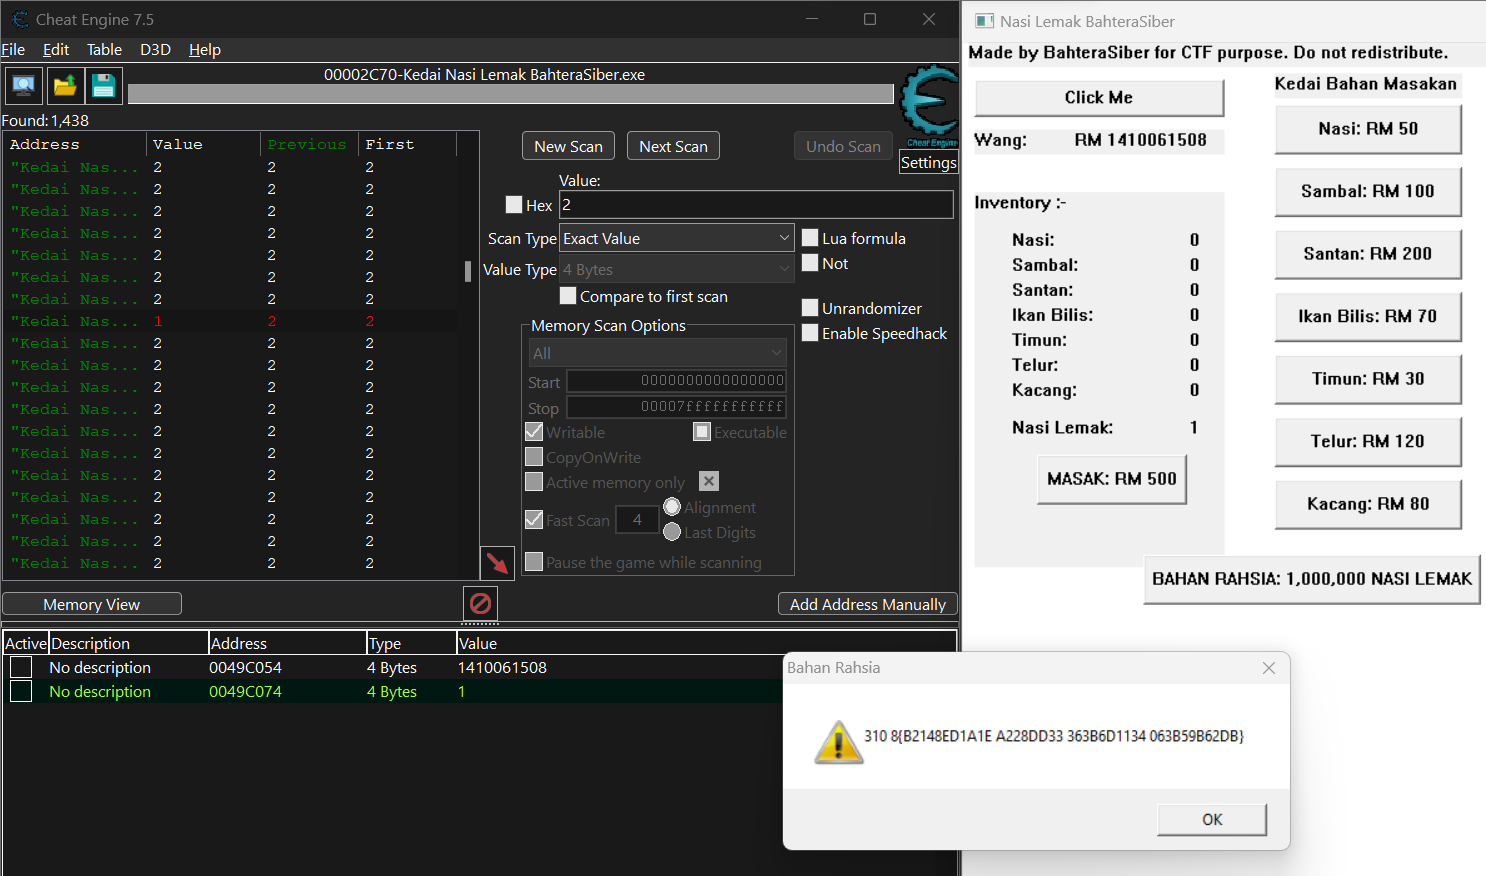 Cheat Engine 7.5
File Edit Table D3D Help
00002C70-Kedai Nasi Lemak BahteraSiber.exe
Found: 1,438
Address Value Previous First
"Kedai Nas... 2 2 2
"Kedai Nas... 2 2 2
"Kedai Nas... 2 2 2
"Kedai Nas... 2 2 2
"Kedai Nas... 2 2 2
"Kedai Nas... 2 2 2
"Kedai Nas... 2 2 2
"Kedai Nas... 1 2 2
"Kedai Nas... 2 2 2
"Kedai Nas... 2 2 2
"Kedai Nas... 2 2 2
"Kedai Nas... 2 2 2
"Kedai Nas... 2 2 2
"Kedai Nas... 2 2 2
"Kedai Nas... 2 2 2
"Kedai Nas... 2 2 2
"Kedai Nas... 2 2 2
"Kedai Nas... 2 2 2
"Kedai Nas... 2 2 2
New Scan Next Scan Undo Scan
Cheat Engine
Settings
Value:
Hex 2
Scan Type Exact Value
Lua formula
Not
Value Type 4 Bytes
Compare to first scan
Unrandomizer
Enable Speedhack
Memory Scan Options
All
Start 0000000000000000
Stop 00007fffffffffff
Writable Executable
CopyOnWrite
Active memory only
Fast Scan 4 Alignment
Last Digits
Pause the game while scanning
Memory View
Add Address Manually
Active Description Address Type Value
No description 0049C054 4 Bytes 1410061508
No description 0049C074 4 Bytes 1
Nasi Lemak BahteraSiber
Made by BahteraSiber for CTF purpose. Do not redistribute.
Click Me
Wang: RM 1410061508
Inventory :-
Nasi: 0
Sambal: 0
Santan: 0
Ikan Bilis: 0
Timun: 0
Telur: 0
Kacang: 0
Nasi Lemak: 1
MASAK: RM 500
Kedai Bahan Masakan
Nasi: RM 50
Sambal: RM 100
Santan: RM 200
Ikan Bilis: RM 70
Timun: RM 30
Telur: RM 120
Kacang: RM 80
BAHAN RAHSIA: 1,000,000 NASI LEMAK
Bahan Rahsia
310 8{B2148ED1A1E A228DD33 363B6D1134 063B59B62DB}
OK